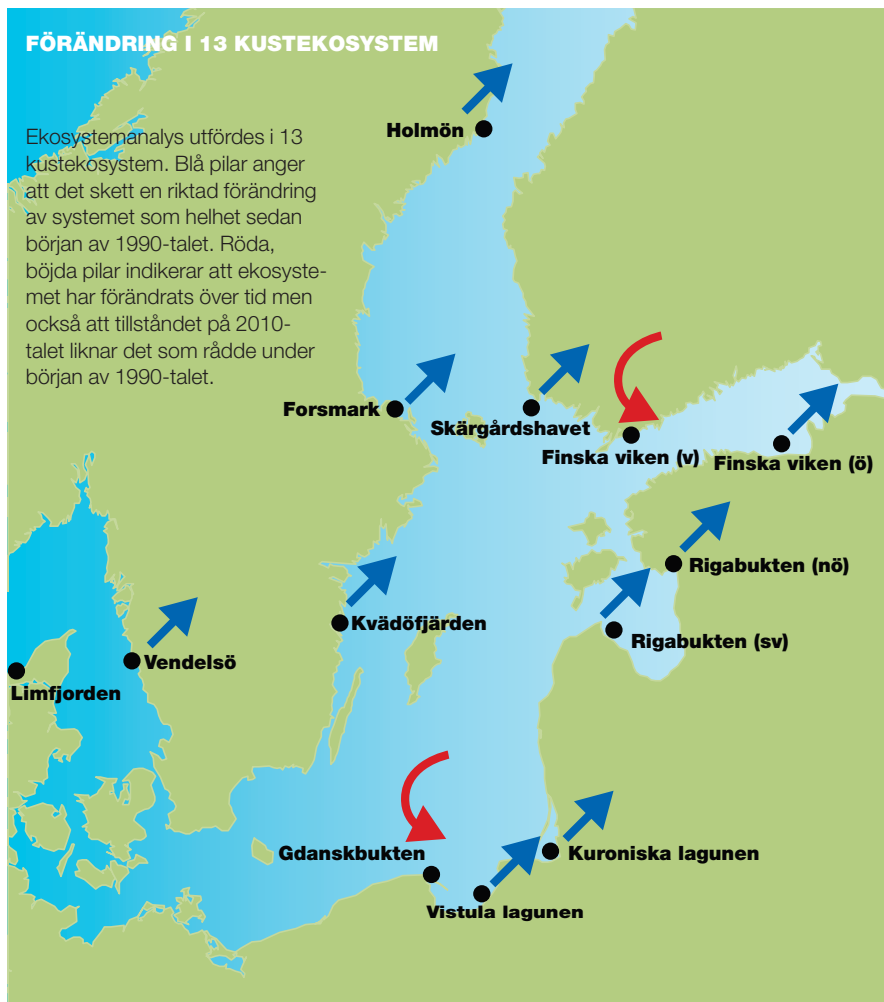 FÖRÄNDRING I 13 KUSTEKOSYSTEM
Ekosystemanalys utfördes i 13
kustekosystem. Blå pilar anger
att det skett en riktad förändring
av systemet som helhet sedan
början av 1990-talet. Röda,
böjda pilar indikerar att ekosyste-
met har förändrats över tid men
också att tillståndet på 2010-
talet liknar det som rådde under
början av 1990-talet.
Holmön
Forsmark
Skärgårdshavet
Finska viken (v)
Finska viken (ö)
Rigabukten (nö)
Kvädöfjärden
Rigabukten (sv)
Vendelsö
Limfjorden
Gdanskbukten
Kuroniska lagunen
Vistula lagunen